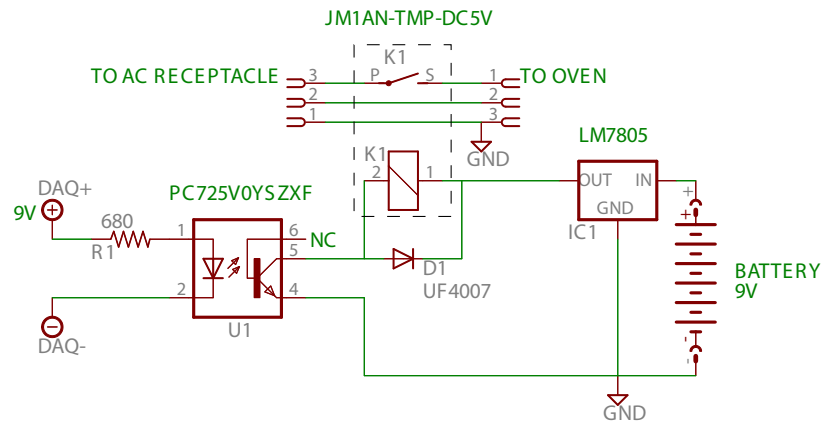 JM1AN-TMP-DC5V
K1
TO AC RECEPTACLE 3 P S 1 TO OVEN
2 2
1 3
GND
LM7805
K1
2 1
OUT IN
GND
IC1
+
+
DAQ+
9V
PC725V0YSZXF
680
R1
1
6 NC
5
D1
UF4007
BATTERY
9V
2
4
U1
-
-
DAQ-
GND